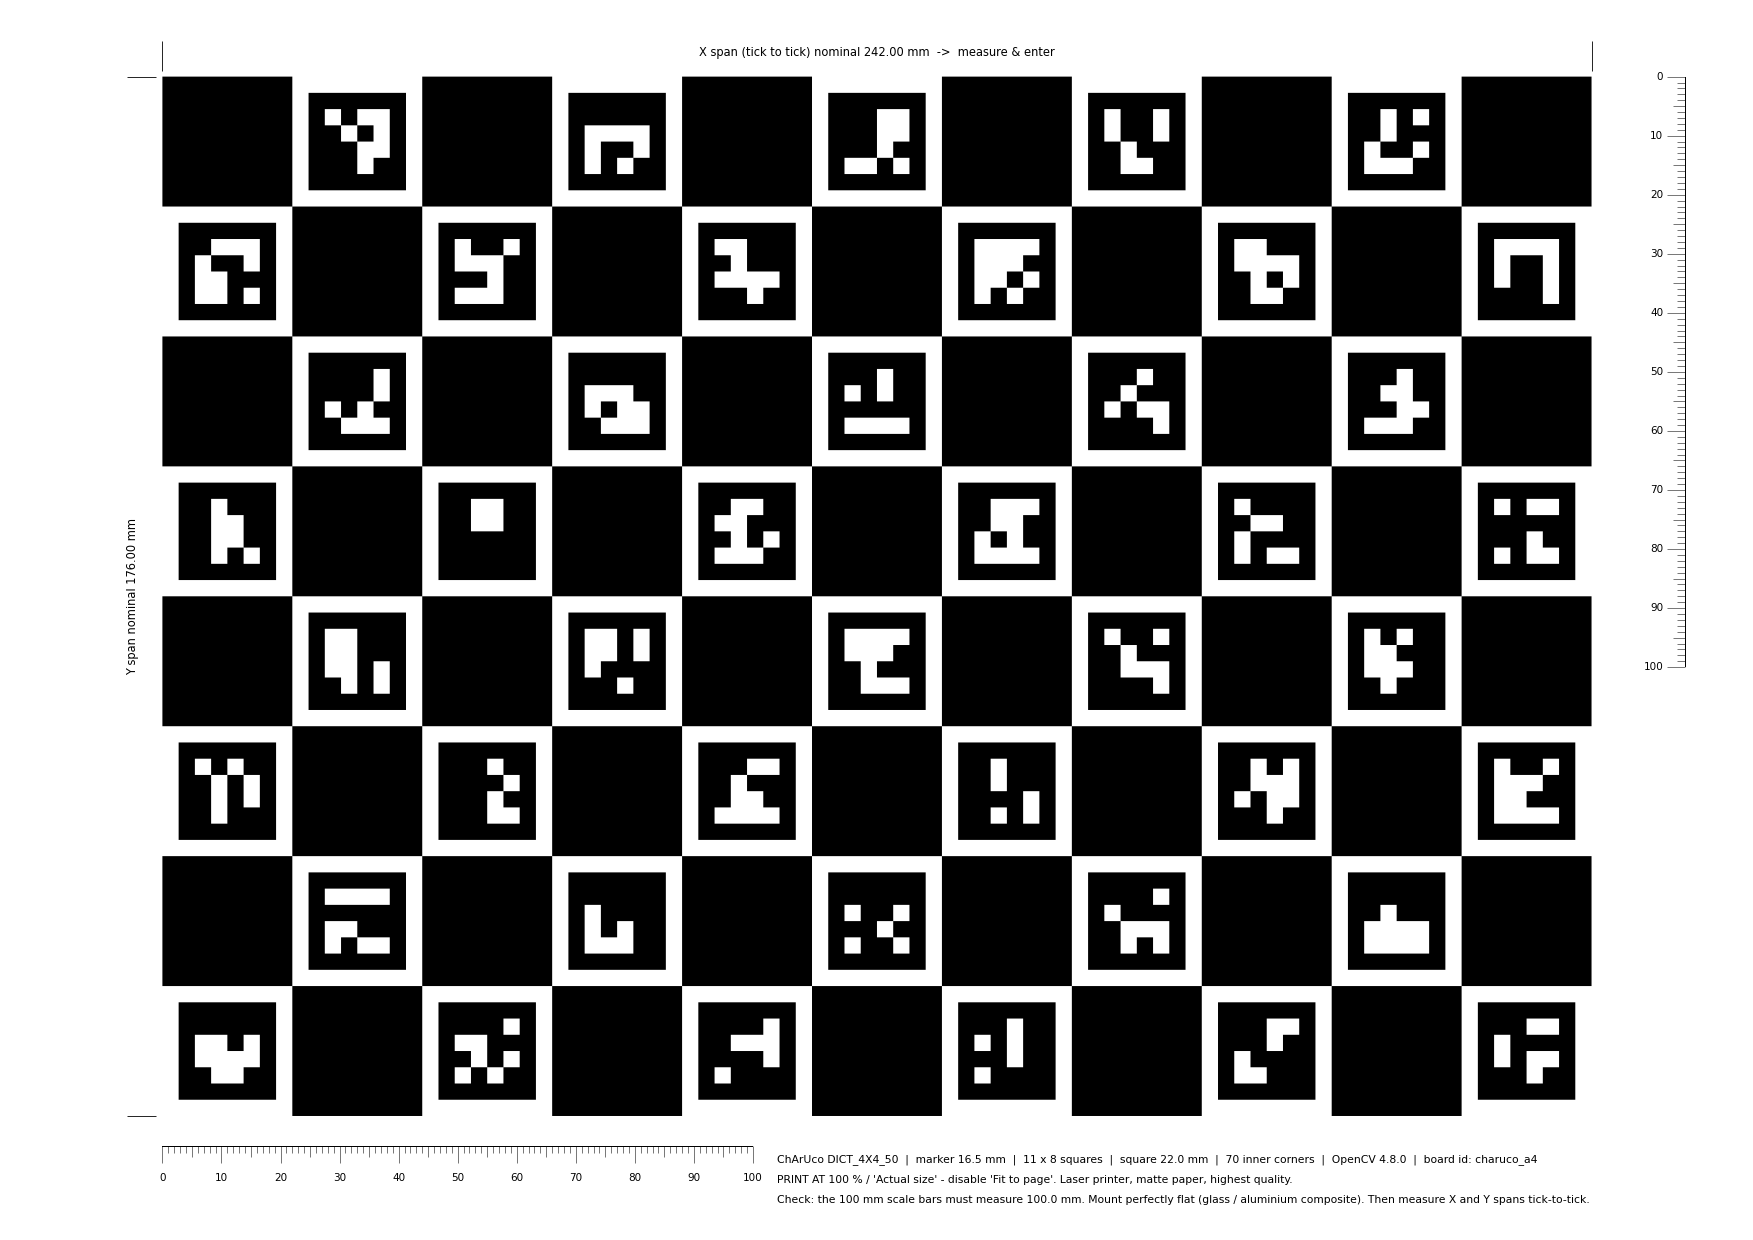 X span (tick to tick) nominal 242.00 mm -> measure & enter
0
10
20
30
40
50
60
70
80
90
100
Y span nominal 176.00 mm
0 10 20 30 40 50 60 70 80 90 100
ChArUco DICT_4X4_50 | marker 16.5 mm | 11 x 8 squares | square 22.0 mm | 70 inner corners | OpenCV 4.8.0 | board id: charuco_a4
PRINT AT 100 % / 'Actual size' - disable 'Fit to page'. Laser printer, matte paper, highest quality.
Check: the 100 mm scale bars must measure 100.0 mm. Mount perfectly flat (glass / aluminium composite). Then measure X and Y spans tick-to-tick.